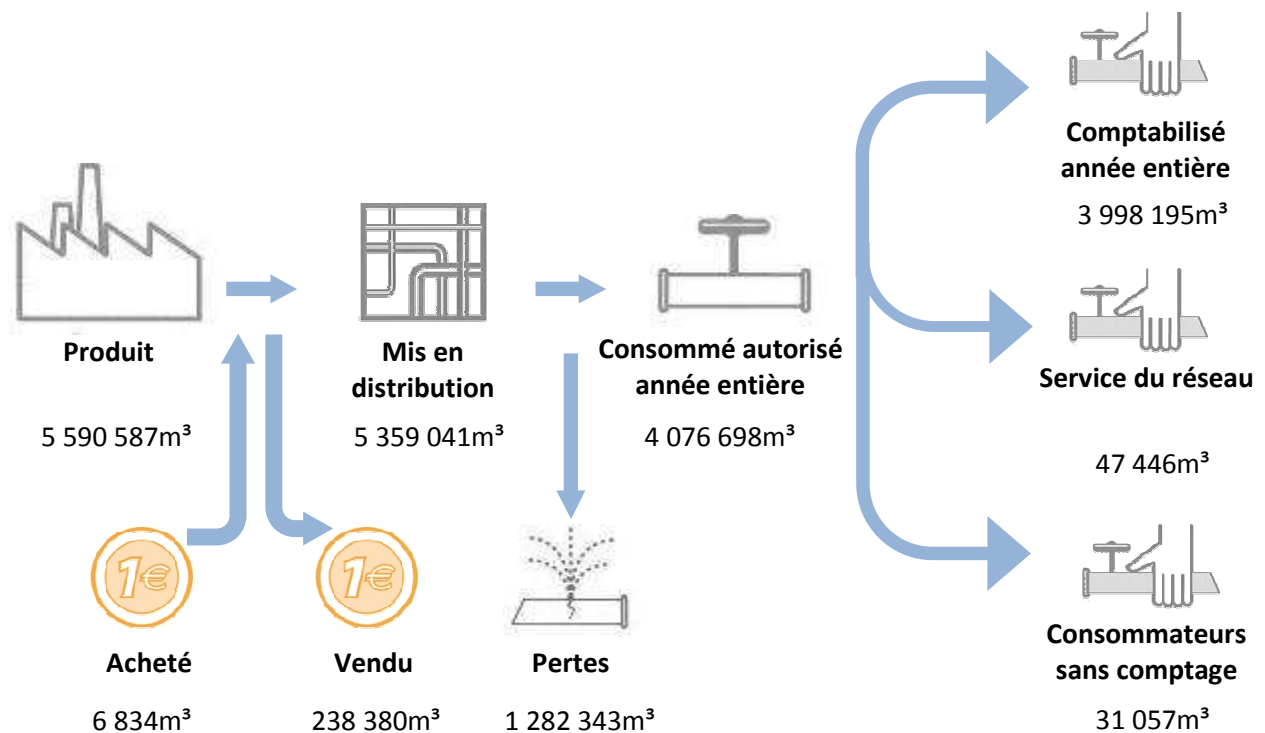 Comptabilisé
année entière
3 998 195m³
Produit
5 590 587m³
Mis en
distribution
5 359 041m³
Consommé autorisé
année entière
4 076 698m³
Service du réseau
47 446m³
1€
Acheté
6 834m³
1€
Vendu
238 380m³
Pertes
1 282 343m³
Consommateurs
sans comptage
31 057m³